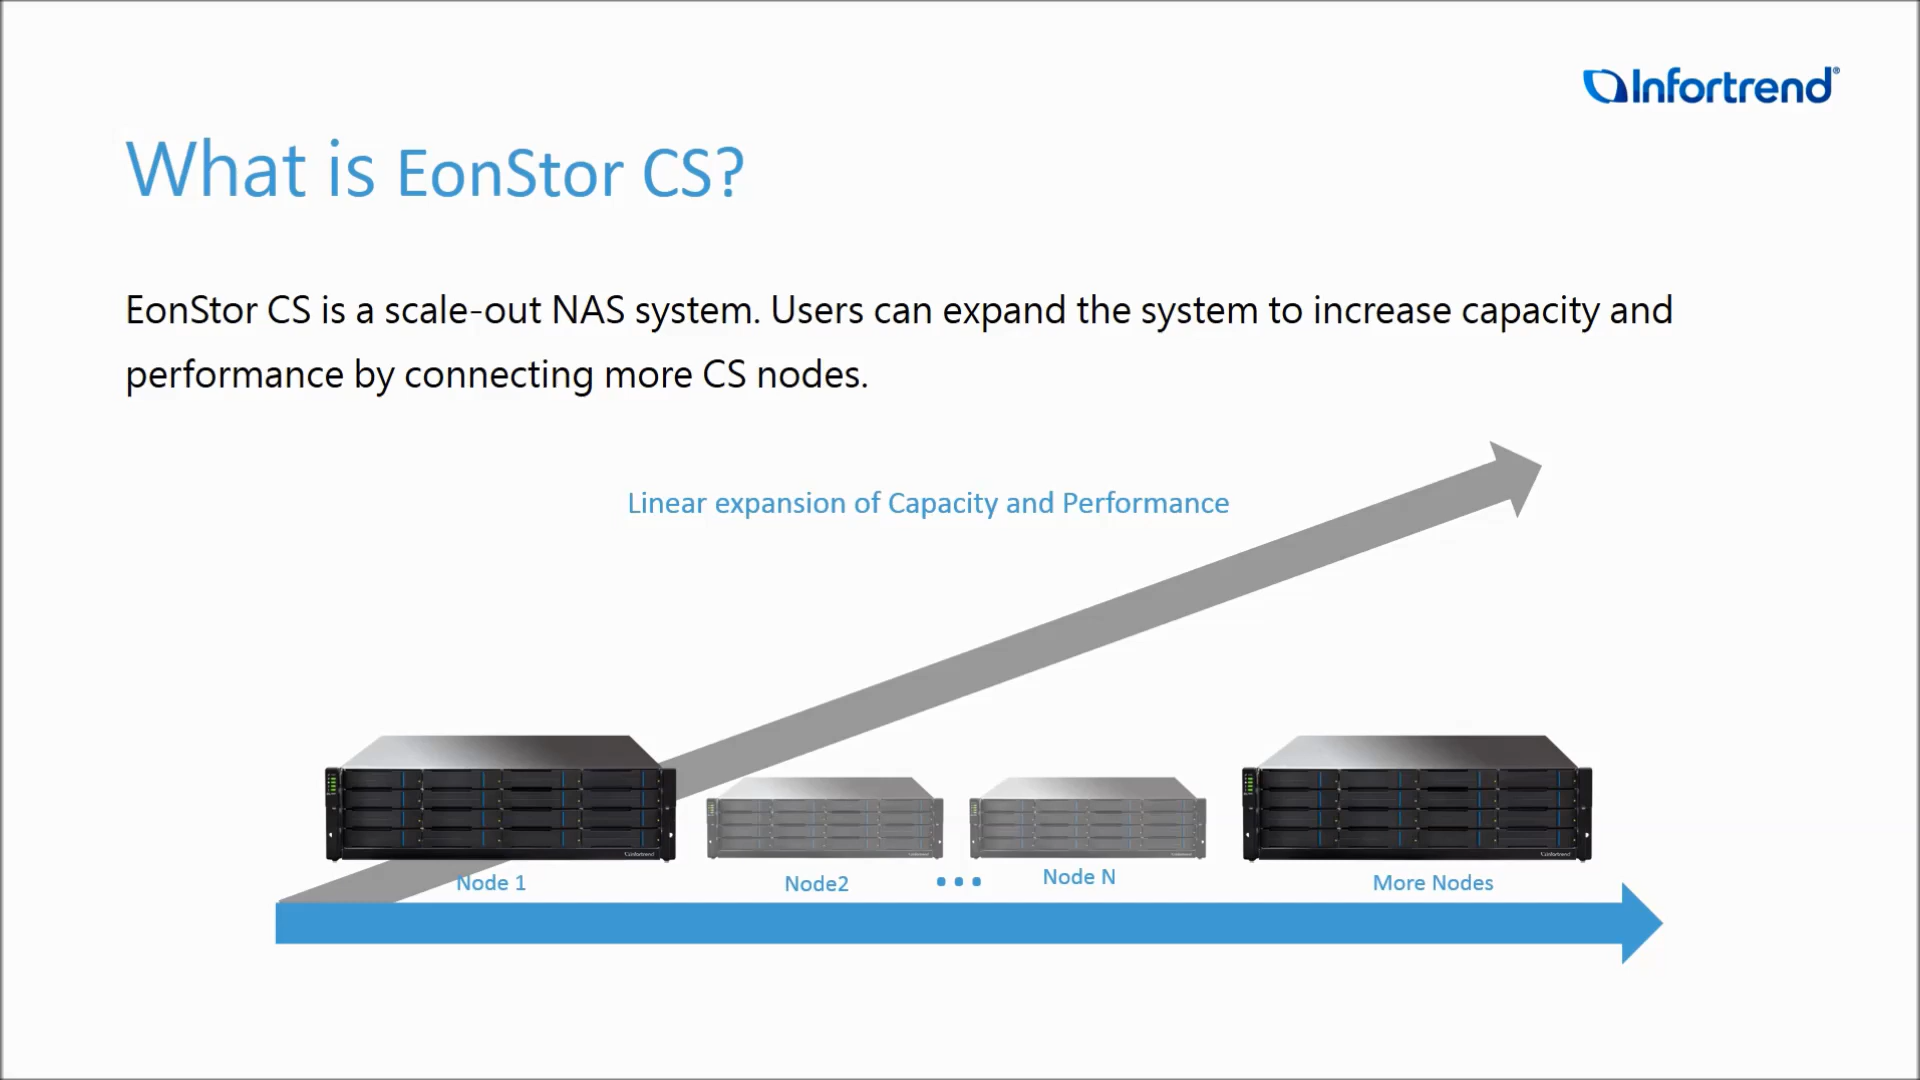 Infortrend®
What is EonStor CS?
EonStor CS is a scale-out NAS system. Users can expand the system to increase capacity and
performance by connecting more CS nodes.
Linear expansion of Capacity and Performance
Infortrend
Infortrend
Node 1
Node2
...
Node N
More Nodes